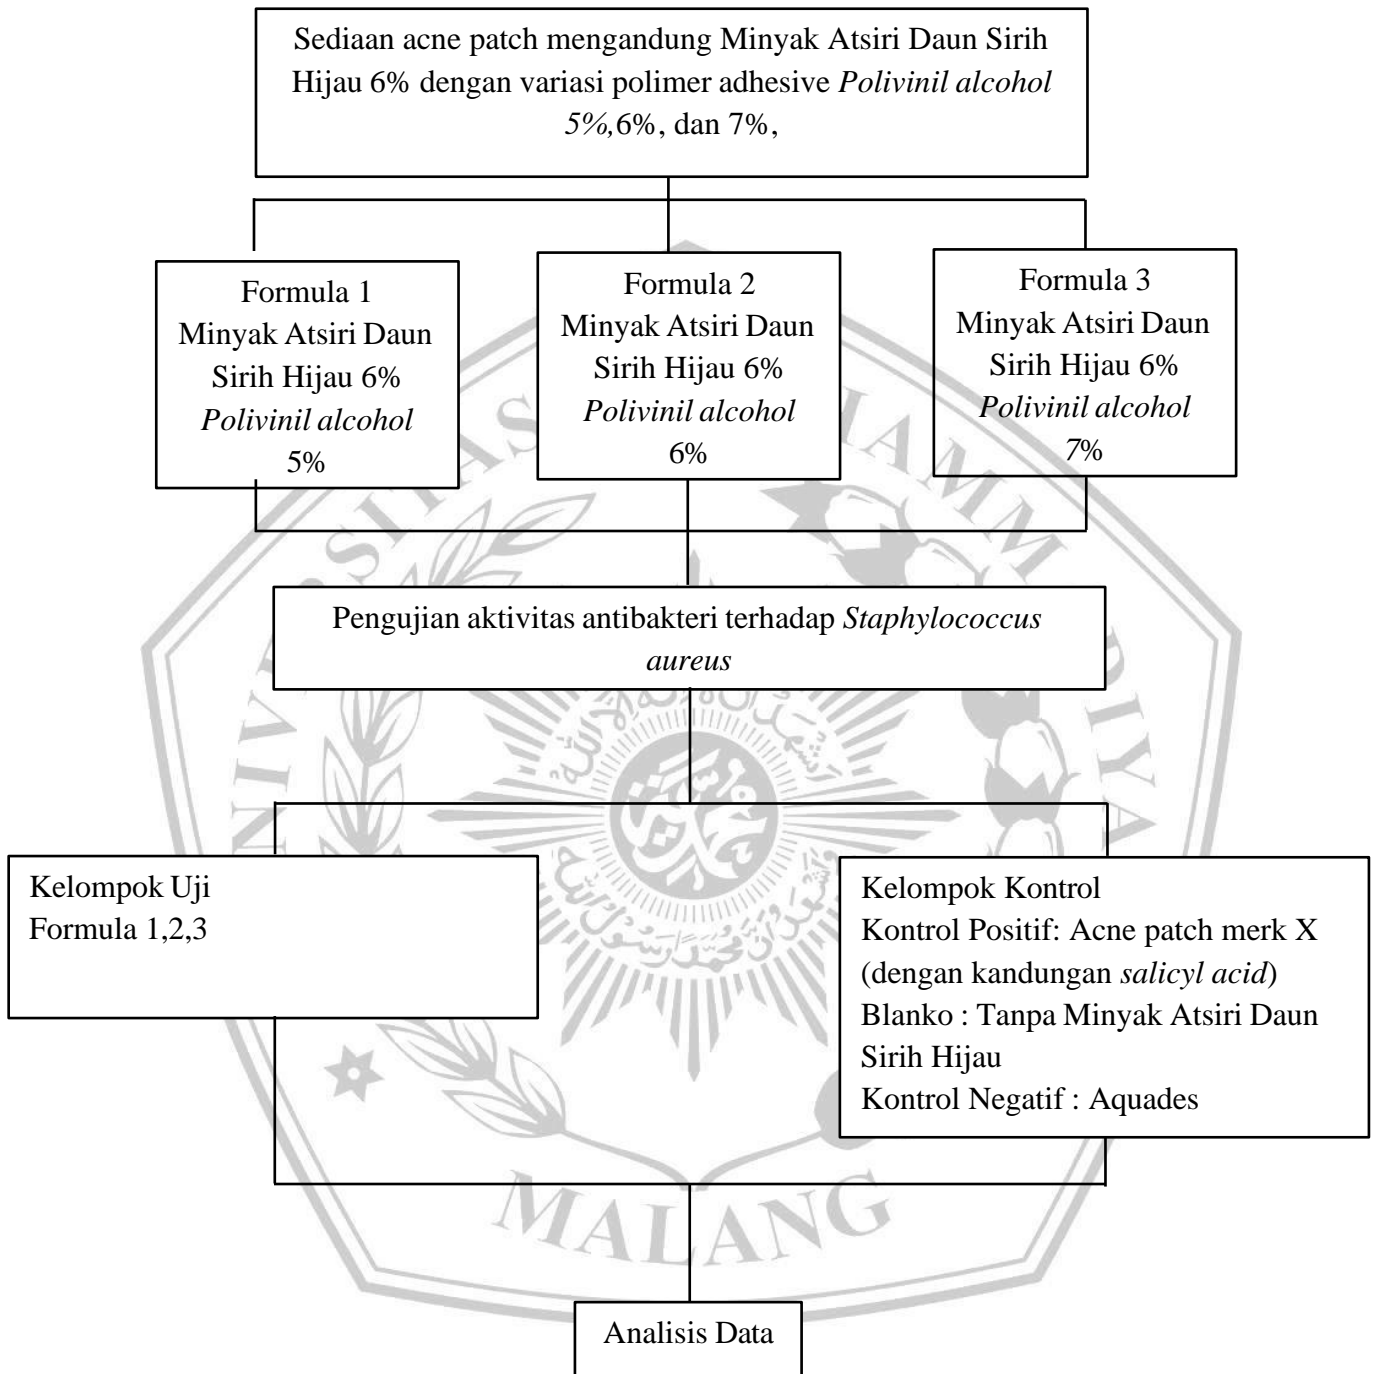 Sediaan acne patch mengandung Minyak Atsiri Daun Sirih
Hijau 6% dengan variasi polimer adhesive Polivinil alcohol
5%,6%, dan 7%,
Formula 1
Minyak Atsiri Daun
Sirih Hijau 6%
Polivinil alcohol
5%
Formula 2
Minyak Atsiri Daun
Sirih Hijau 6%
Polivinil alcohol
6%
Formula 3
Minyak Atsiri Daun
Sirih Hijau 6%
Polivinil alcohol
7%
Pengujian aktivitas antibakteri terhadap Staphylococcus
aureus
Kelompok Uji
Formula 1,2,3
Kelompok Kontrol
Kontrol Positif: Acne patch merk X
(dengan kandungan salicyl acid)
Blanko : Tanpa Minyak Atsiri Daun
Sirih Hijau
Kontrol Negatif : Aquades
Analisis Data
MALANG